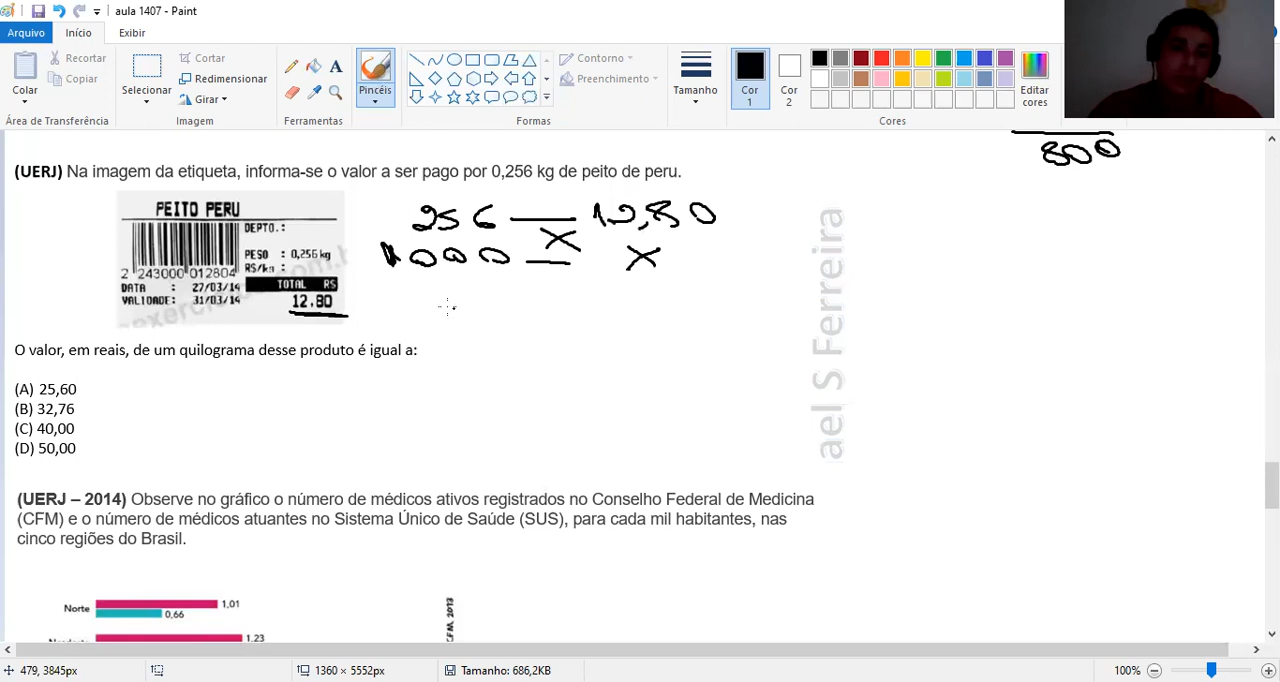 aula 1407 - Paint
Arquivo Início Exibir
Colar
Recortar
Copiar
Área de Transferência
Selecionar
Cortar
Redimensionar
Girar
Imagem
Ferramentas
Pincéis
Contorno
Preenchimento
Formas
Tamanho
Cor 1
Cor 2
Editar cores
Cores
800
(UERJ) Na imagem da etiqueta, informa-se o valor a ser pago por 0,256 kg de peito de peru.
PEITO PERU
DEPTO.:
PESO : 0,256 kg
R$/kg :
2 243000 012804
TOTAL R$
DATA : 27/03/14
VALIDADE: 31/03/14
12.80
256 — 12,80
1000 — X
O valor, em reais, de um quilograma desse produto é igual a:
(A) 25,60
(B) 32,76
(C) 40,00
(D) 50,00
ael S Ferreira
(UERJ – 2014) Observe no gráfico o número de médicos ativos registrados no Conselho Federal de Medicina
(CFM) e o número de médicos atuantes no Sistema Único de Saúde (SUS), para cada mil habitantes, nas
cinco regiões do Brasil.
Norte 1,01
0,66
1,23
CFM, 2013
479, 3845px
1360 × 5552px
Tamanho: 686,2KB
100%